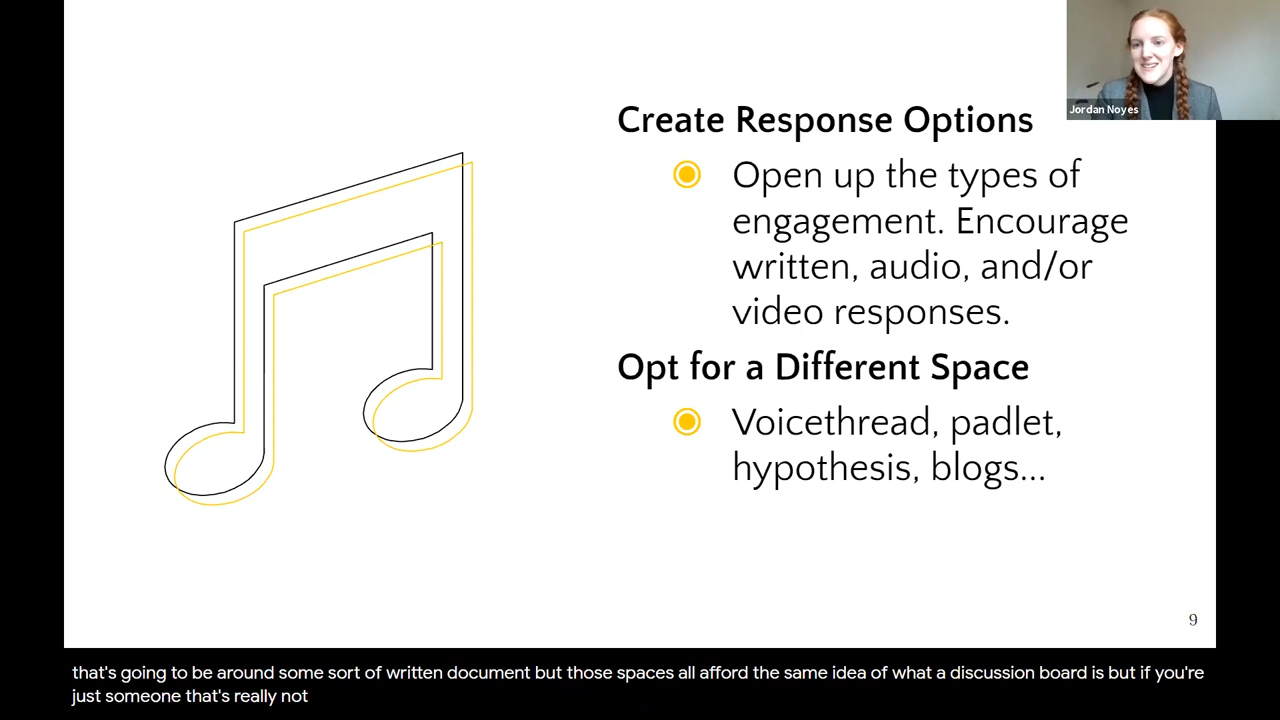 Jordan Noyes
Create Response Options
Open up the types of
engagement. Encourage
written, audio, and/or
video responses.
Opt for a Different Space
Voicethread, padlet,
hypothesis, blogs...
9
that's going to be around some sort of written document but those spaces all afford the same idea of what a discussion board is but if you're
just someone that's really not